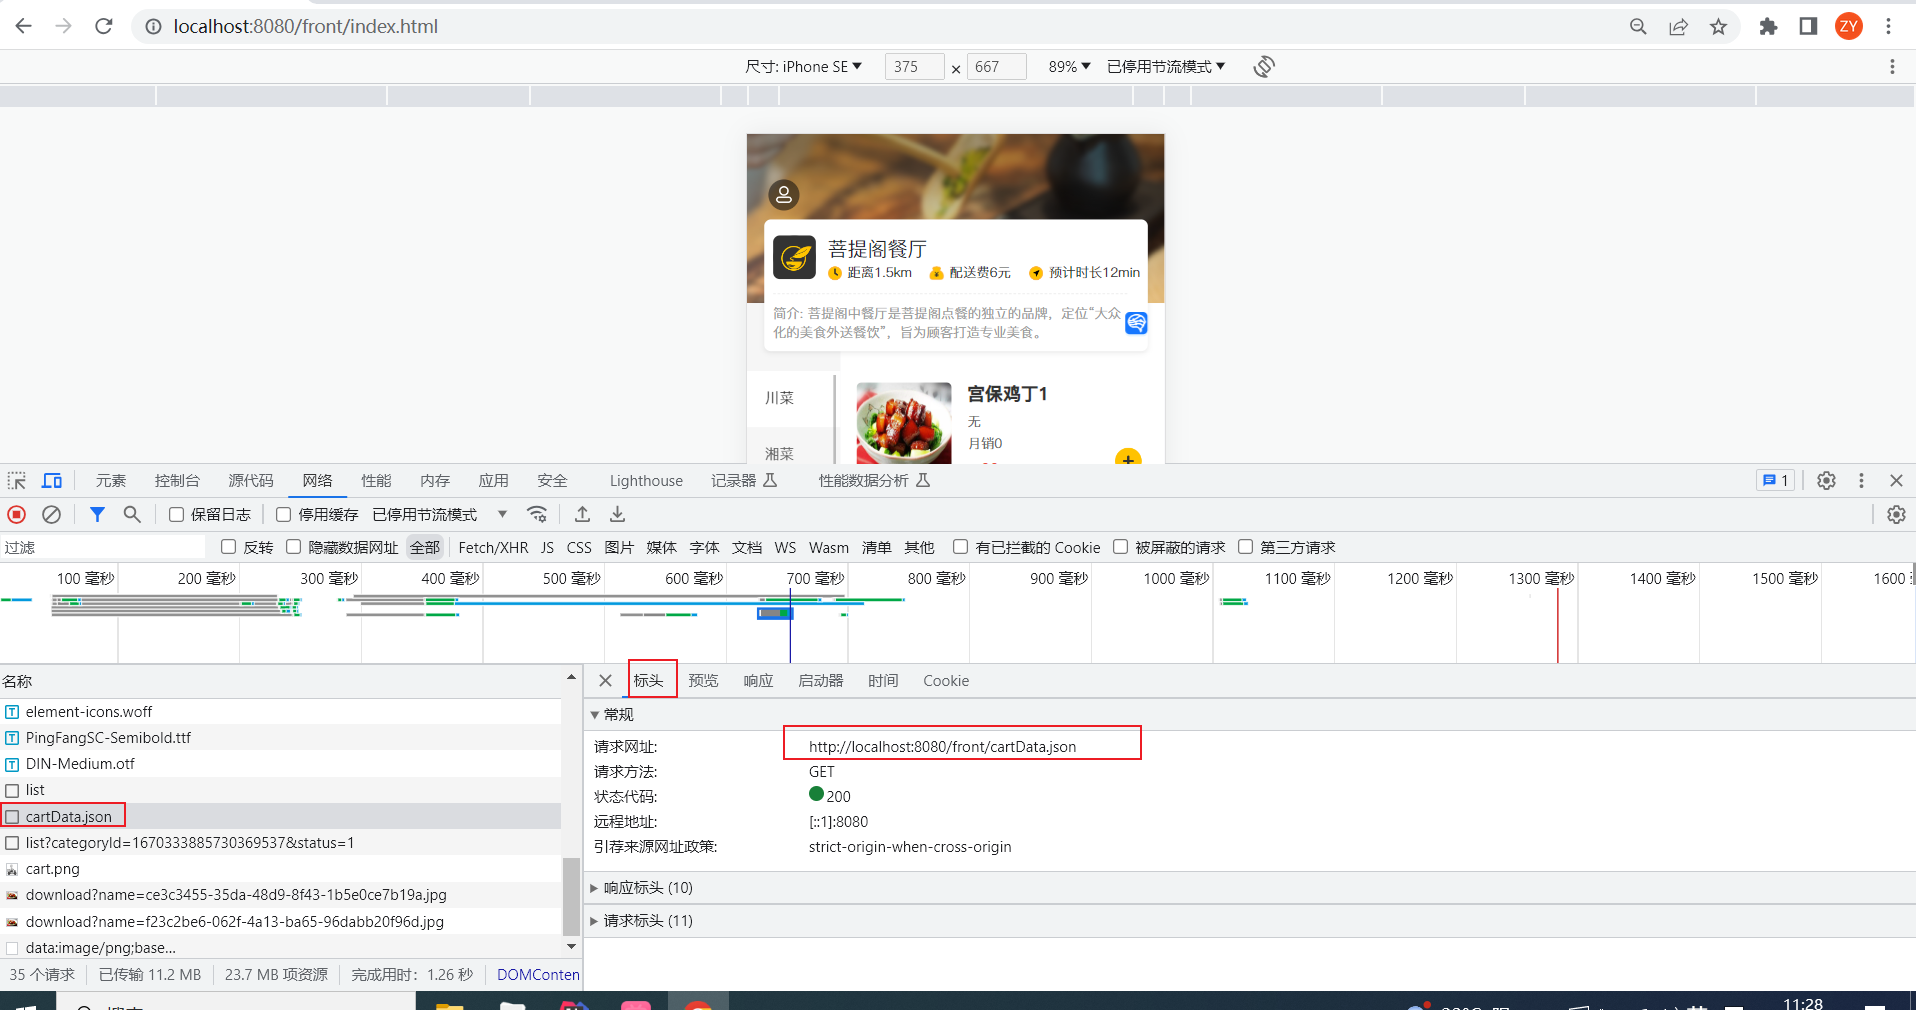 localhost:8080/front/index.html
ZY
尺寸: iPhone SE
375 × 667
89%
已停用节流模式
菩提阁餐厅
距离1.5km
配送费6元
预计时长12min
简介: 菩提阁中餐厅是菩提阁点餐的独立的品牌，定位“大众
化的美食外送餐饮”，旨为顾客打造专业美食。
川菜
湘菜
宫保鸡丁1
无
月销0
元素 控制台 源代码 网络 性能 内存 应用 安全 Lighthouse 记录器 性能数据分析 1
保留日志 停用缓存 已停用节流模式
过滤 反转 隐藏数据网址 全部 Fetch/XHR JS CSS 图片 媒体 字体 文档 WS Wasm 清单 其他 有已拦截的 Cookie 被屏蔽的请求 第三方请求
100 毫秒 200 毫秒 300 毫秒 400 毫秒 500 毫秒 600 毫秒 700 毫秒 800 毫秒 900 毫秒 1000 毫秒 1100 毫秒 1200 毫秒 1300 毫秒 1400 毫秒 1500 毫秒 1600
名称
element-icons.woff
PingFangSC-Semibold.ttf
DIN-Medium.otf
list
cartData.json
list?categoryId=1670333885730369537&status=1
cart.png
download?name=ce3c3455-35da-48d9-8f43-1b5e0ce7b19a.jpg
download?name=f23c2be6-062f-4a13-ba65-96dabb20f96d.jpg
data:image/png;base...
35 个请求 已传输 11.2 MB 23.7 MB 项资源 完成用时：1.26 秒 DOMConten
标头 预览 响应 启动器 时间 Cookie
常规
请求网址: http://localhost:8080/front/cartData.json
请求方法: GET
状态代码: 200
远程地址: [::1]:8080
引荐来源网址政策: strict-origin-when-cross-origin
响应标头 (10)
请求标头 (11)
11:28